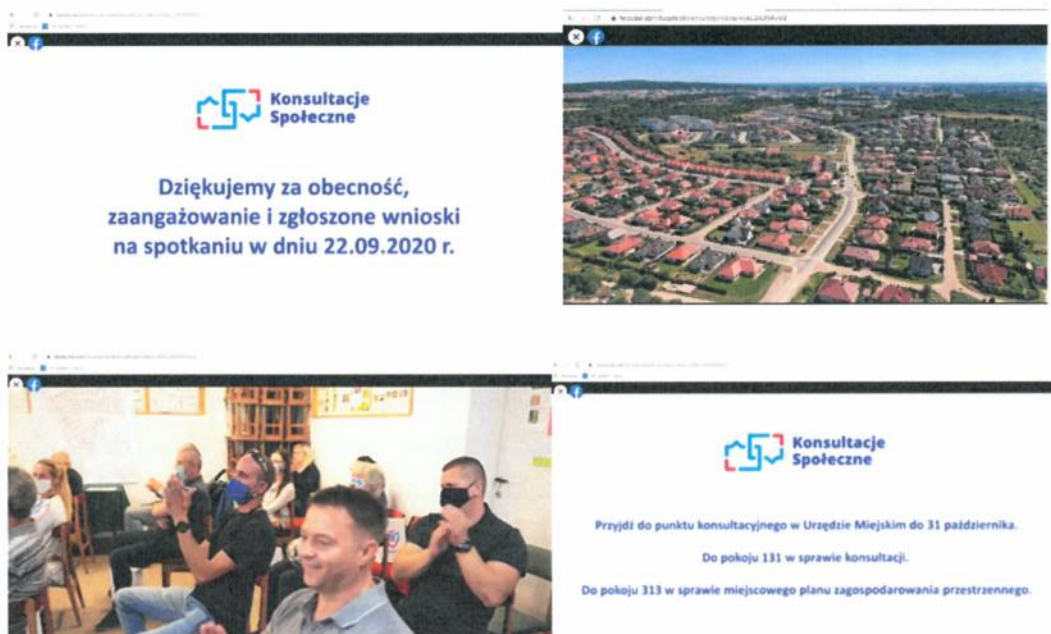 Konsultacje
Społeczne
Dziękujemy za obecność,
zaangażowanie i zgłoszone wnioski
na spotkaniu w dniu 22.09.2020 r.
Konsultacje
Społeczne
Przyjdź do punktu konsultacyjnego w Urzędzie Miejskim do 31 października.
Do pokoju 131 w sprawie konsultacji.
Do pokoju 313 w sprawie miejscowego planu zagospodarowania przestrzennego.